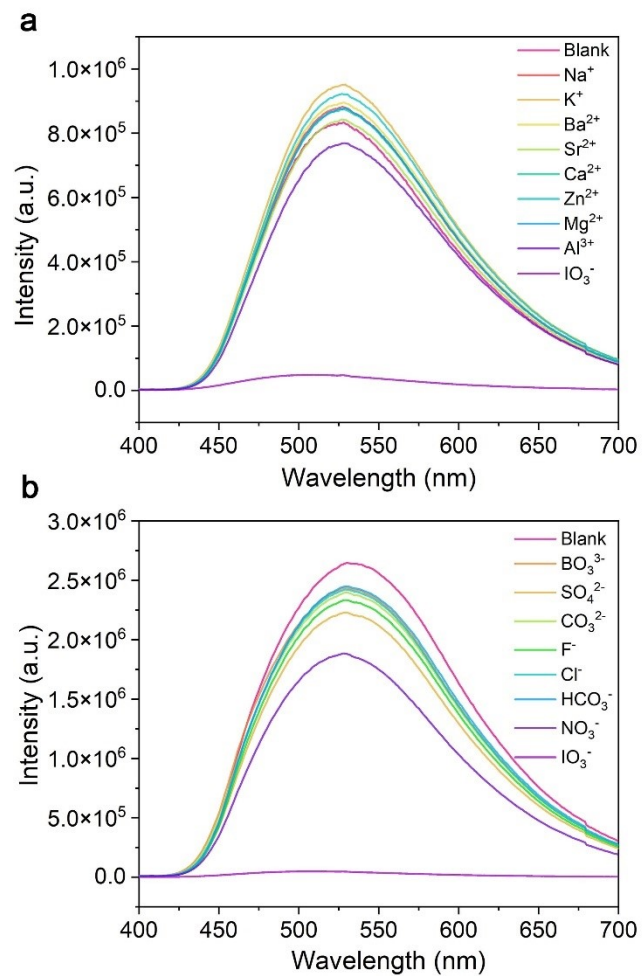 a
Intensity (a.u.)
1.0×10⁶
8.0×10⁵
6.0×10⁵
4.0×10⁵
2.0×10⁵
0.0
Blank
Na⁺
K⁺
Ba²⁺
Sr²⁺
Ca²⁺
Zn²⁺
Mg²⁺
Al³⁺
IO₃⁻
400 450 500 550 600 650 700
Wavelength (nm)
b
Intensity (a.u.)
3.0×10⁶
2.5×10⁶
2.0×10⁶
1.5×10⁶
1.0×10⁶
5.0×10⁵
0.0
Blank
BO₃³⁻
SO₄²⁻
CO₃²⁻
F⁻
Cl⁻
HCO₃⁻
NO₃⁻
IO₃⁻
400 450 500 550 600 650 700
Wavelength (nm)